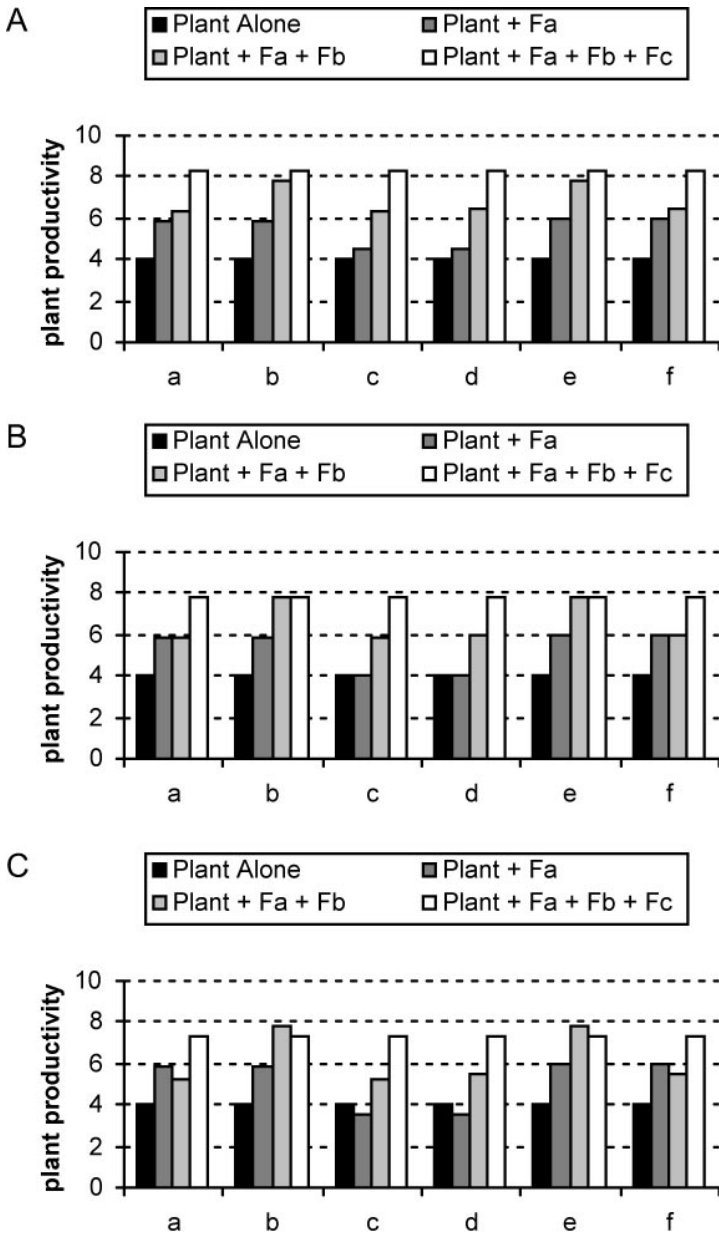 A
Plant Alone Plant + Fa
Plant + Fa + Fb Plant + Fa + Fb + Fc
plant productivity
10
8
6
4
2
0
a b c d e f
B
Plant Alone Plant + Fa
Plant + Fa + Fb Plant + Fa + Fb + Fc
plant productivity
10
8
6
4
2
0
a b c d e f
C
Plant Alone Plant + Fa
Plant + Fa + Fb Plant + Fa + Fb + Fc
plant productivity
10
8
6
4
2
0
a b c d e f